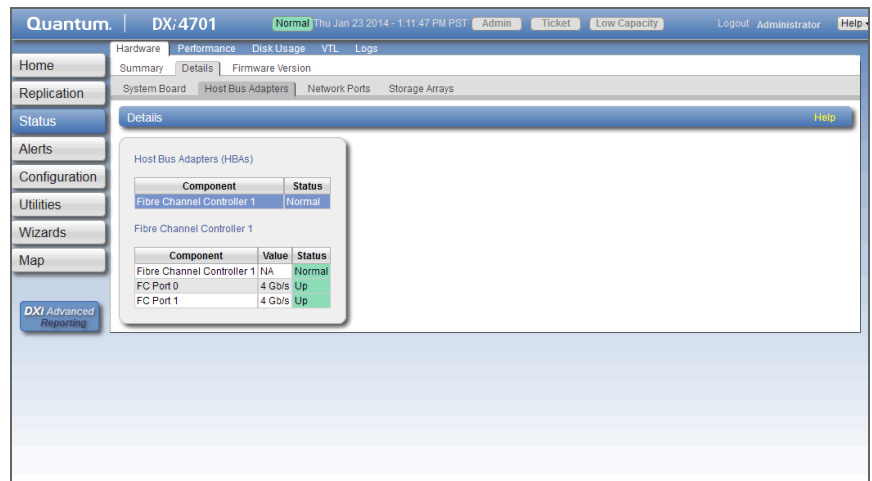 Quantum. DXi4701 Normal Thu Jan 23 2014 - 1:11:47 PM PST Admin Ticket Low Capacity Logout Administrator Help
Hardware Performance Disk Usage VTL Logs
Summary Details Firmware Version
System Board Host Bus Adapters Network Ports Storage Arrays
Home
Replication
Status
Alerts
Configuration
Utilities
Wizards
Map
DXi Advanced
Reporting
Details Help
Host Bus Adapters (HBAs)
Component Status
Fibre Channel Controller 1 Normal
Fibre Channel Controller 1
Component Value Status
Fibre Channel Controller 1 NA Normal
FC Port 0 4 Gb/s Up
FC Port 1 4 Gb/s Up